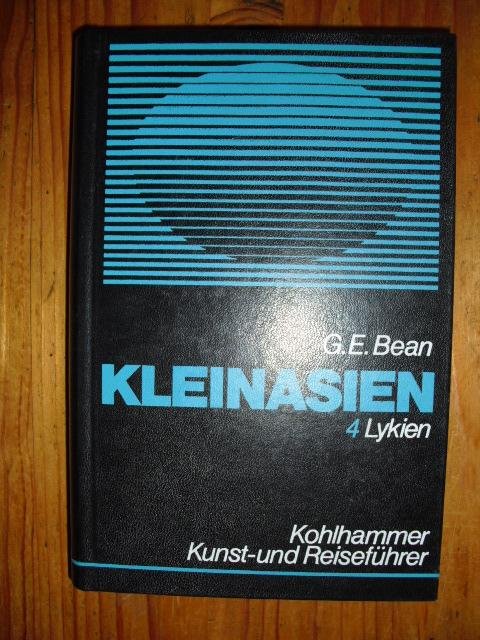 G.E. Bean
KLEINASIEN
4 Lykien
Kohlhammer
Kunst-und Reiseführer